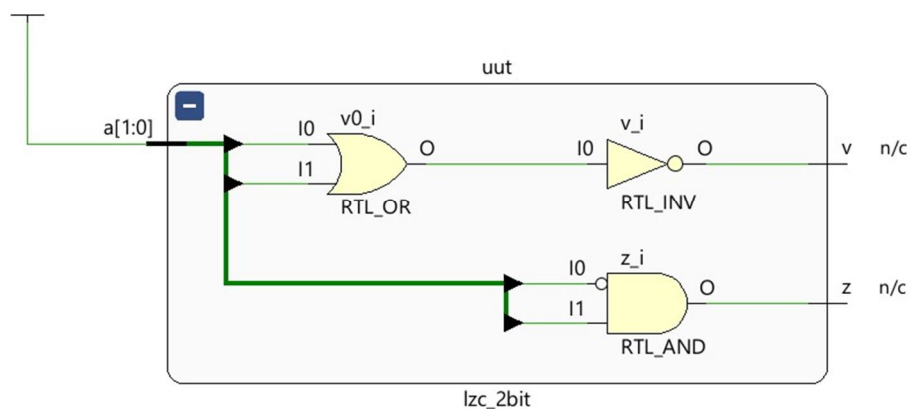 uut
a[1:0]
v0_i
I0
I1
O
RTL_OR
v_i
I0
O
RTL_INV
v n/c
z_i
I0
I1
O
RTL_AND
z n/c
lzc_2bit